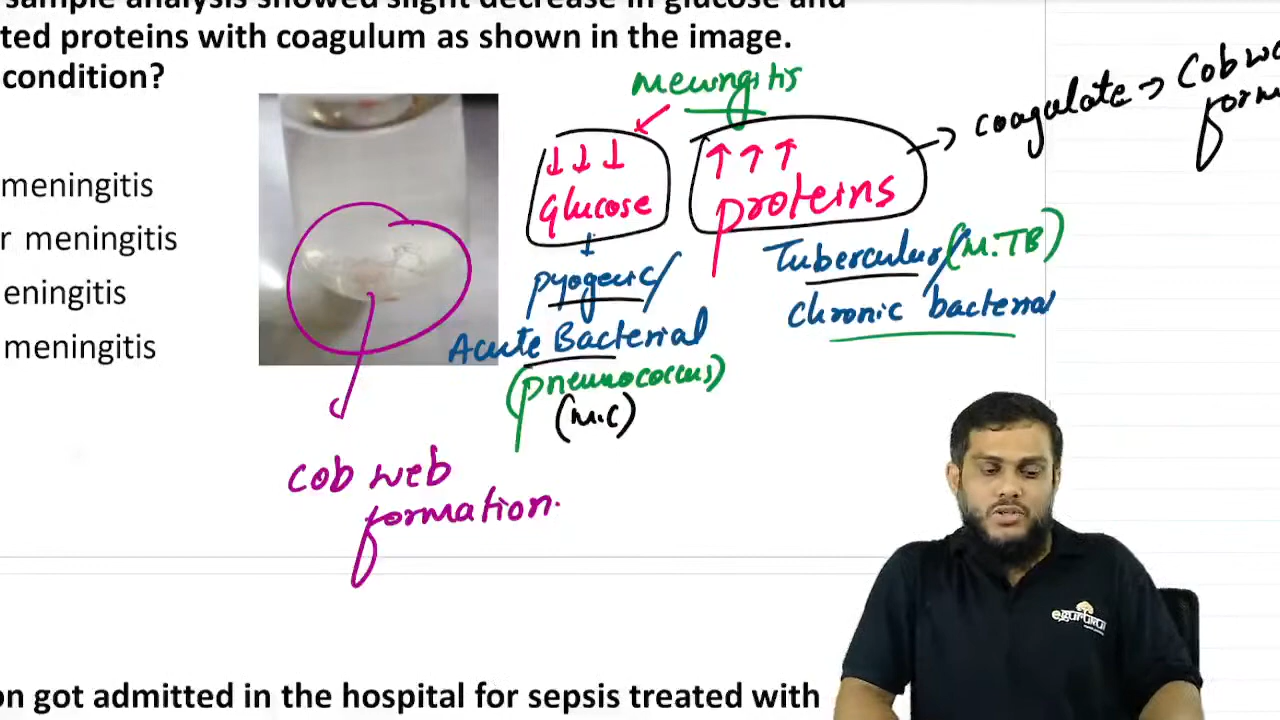 sample analysis showed slight decrease in glucose and
ted proteins with coagulum as shown in the image.
condition?
meningitis
r meningitis
eningitis
meningitis
meningitis
↓ ↓ ↓
glucose
↓
pyogenic/
Acute Bacterial
(pneumococcus)
(M.C)
↑ ↑ ↑
proteins
→ coagulate → Cob we
form
Tuberculus/(M.TB)
chronic bacterial
cob web
formation.
egurukul
on got admitted in the hospital for sepsis treated with